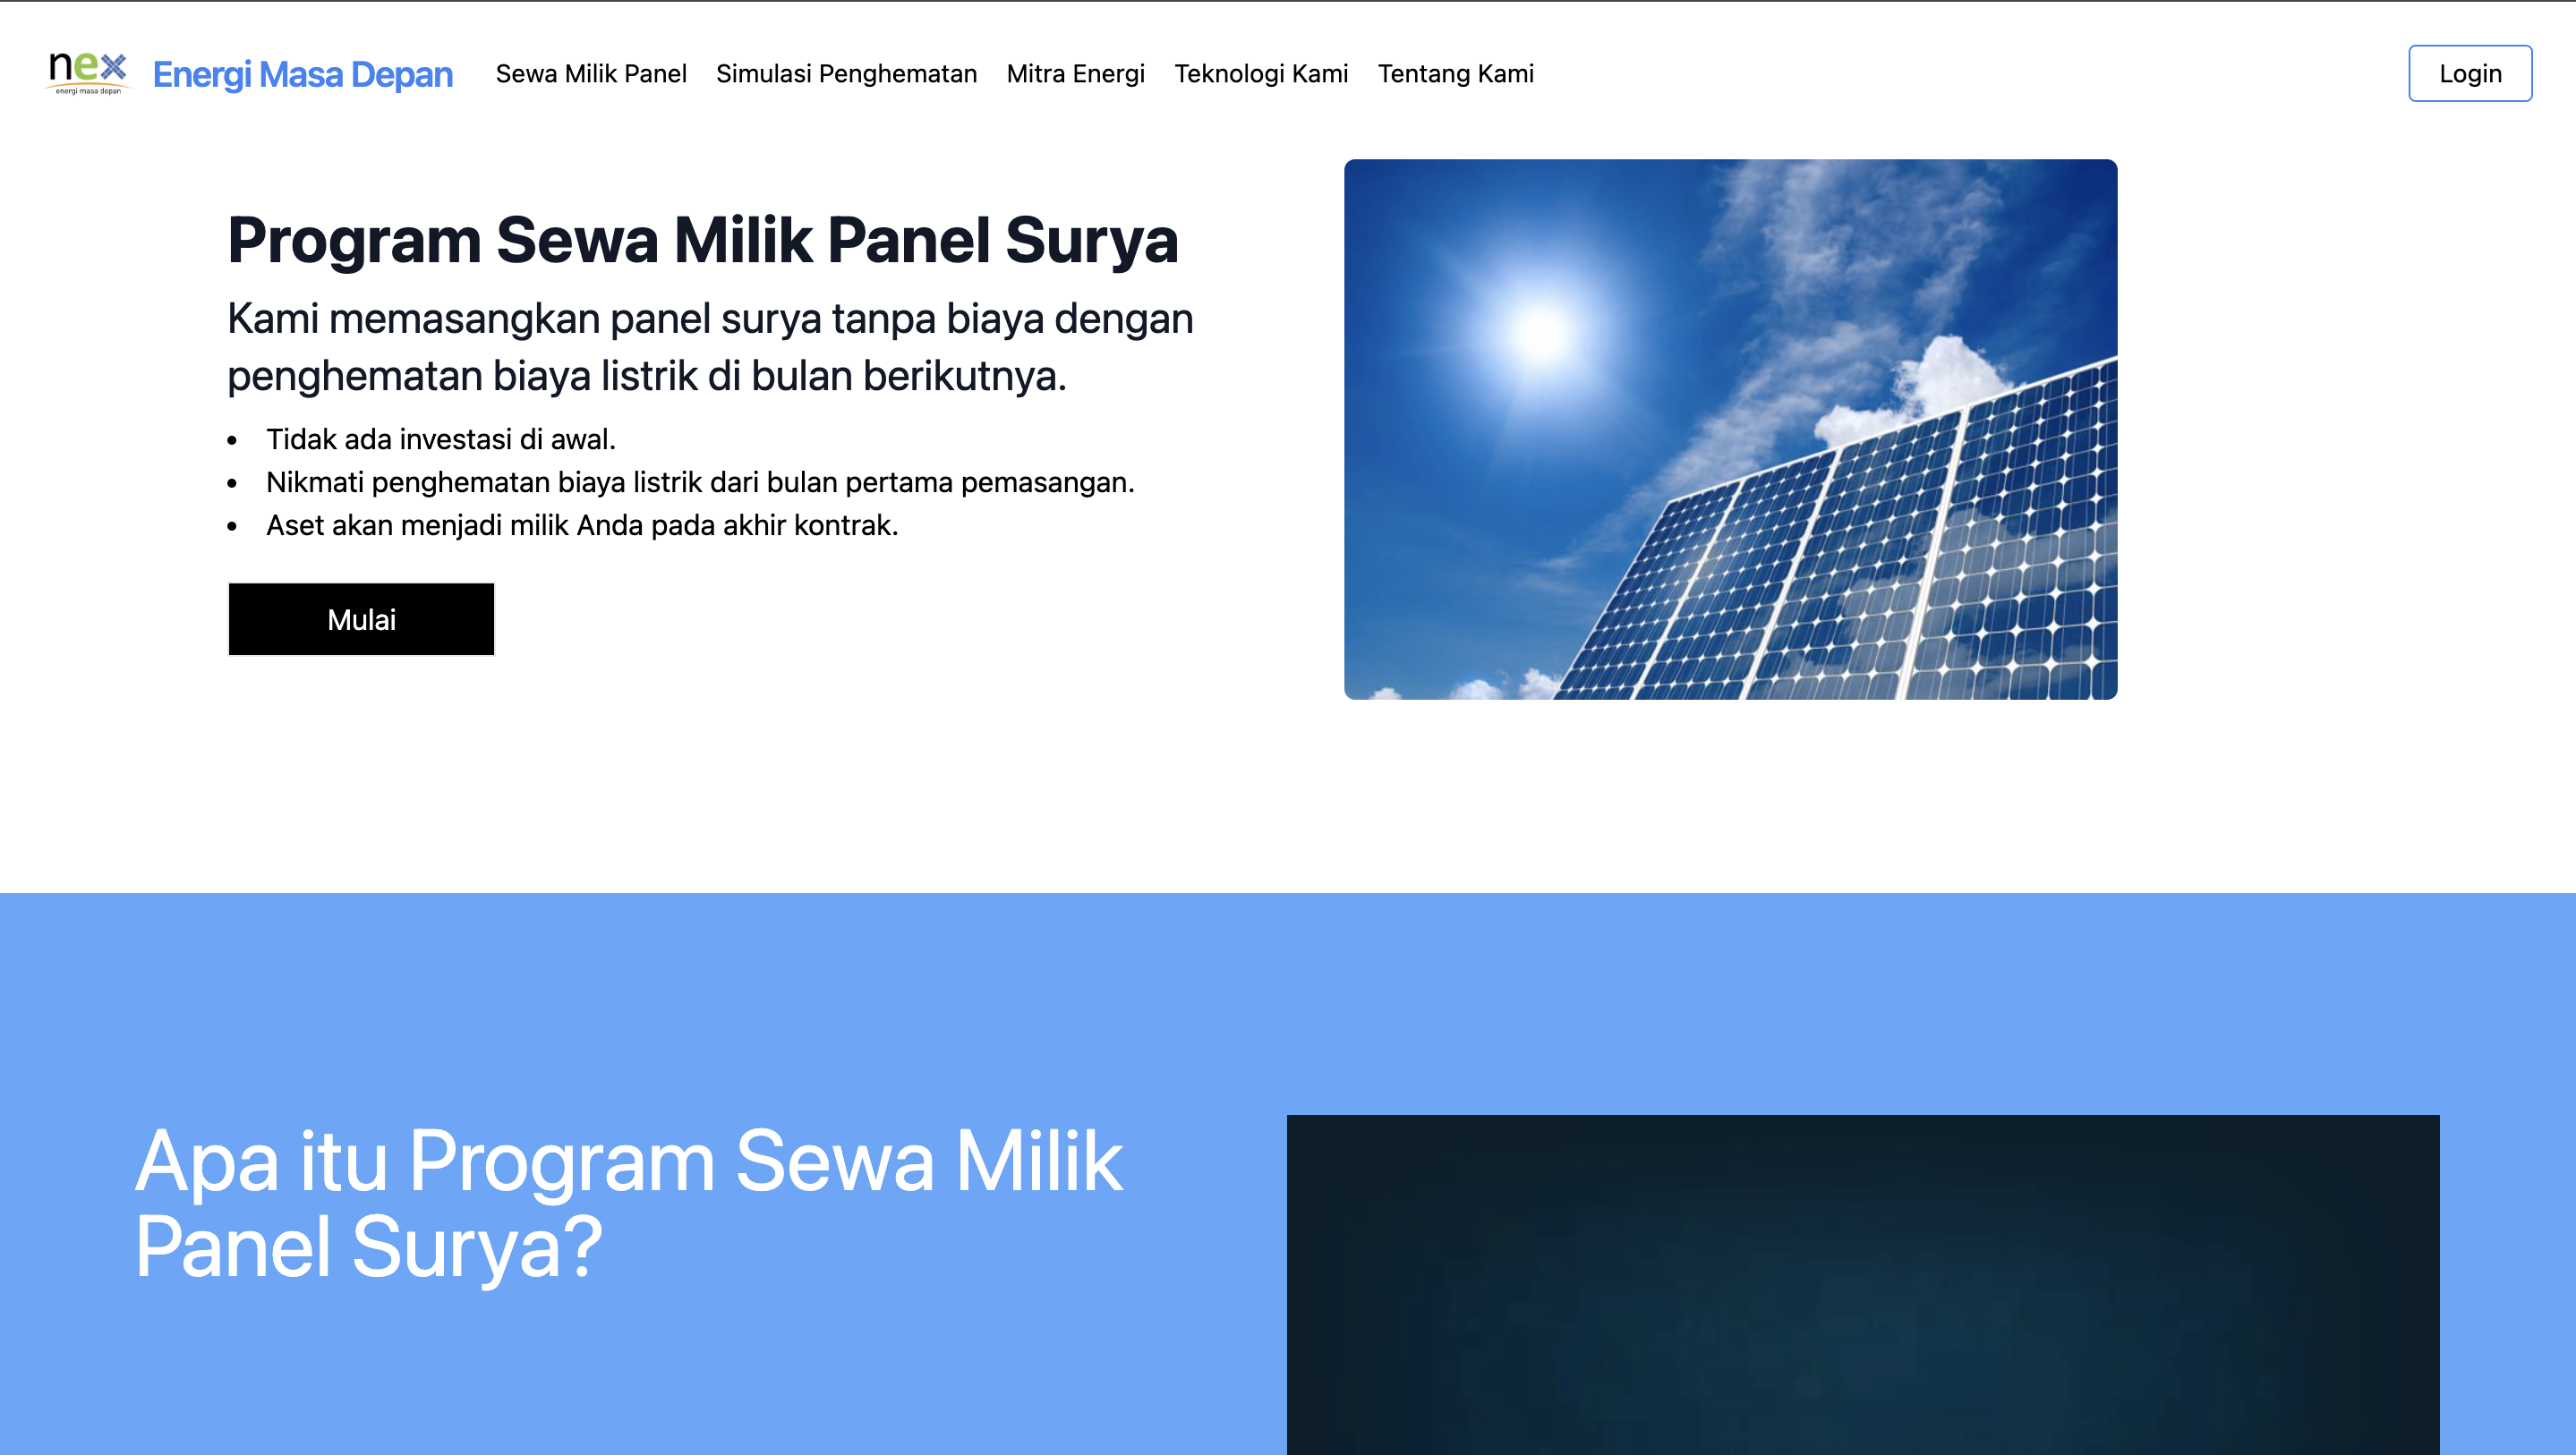 nex
energi masa depan
Energi Masa Depan
Sewa Milik Panel
Simulasi Penghematan
Mitra Energi
Teknologi Kami
Tentang Kami
Login
Program Sewa Milik Panel Surya
Kami memasangkan panel surya tanpa biaya dengan
penghematan biaya listrik di bulan berikutnya.
• Tidak ada investasi di awal.
• Nikmati penghematan biaya listrik dari bulan pertama pemasangan.
• Aset akan menjadi milik Anda pada akhir kontrak.
Mulai
Apa itu Program Sewa Milik
Panel Surya?